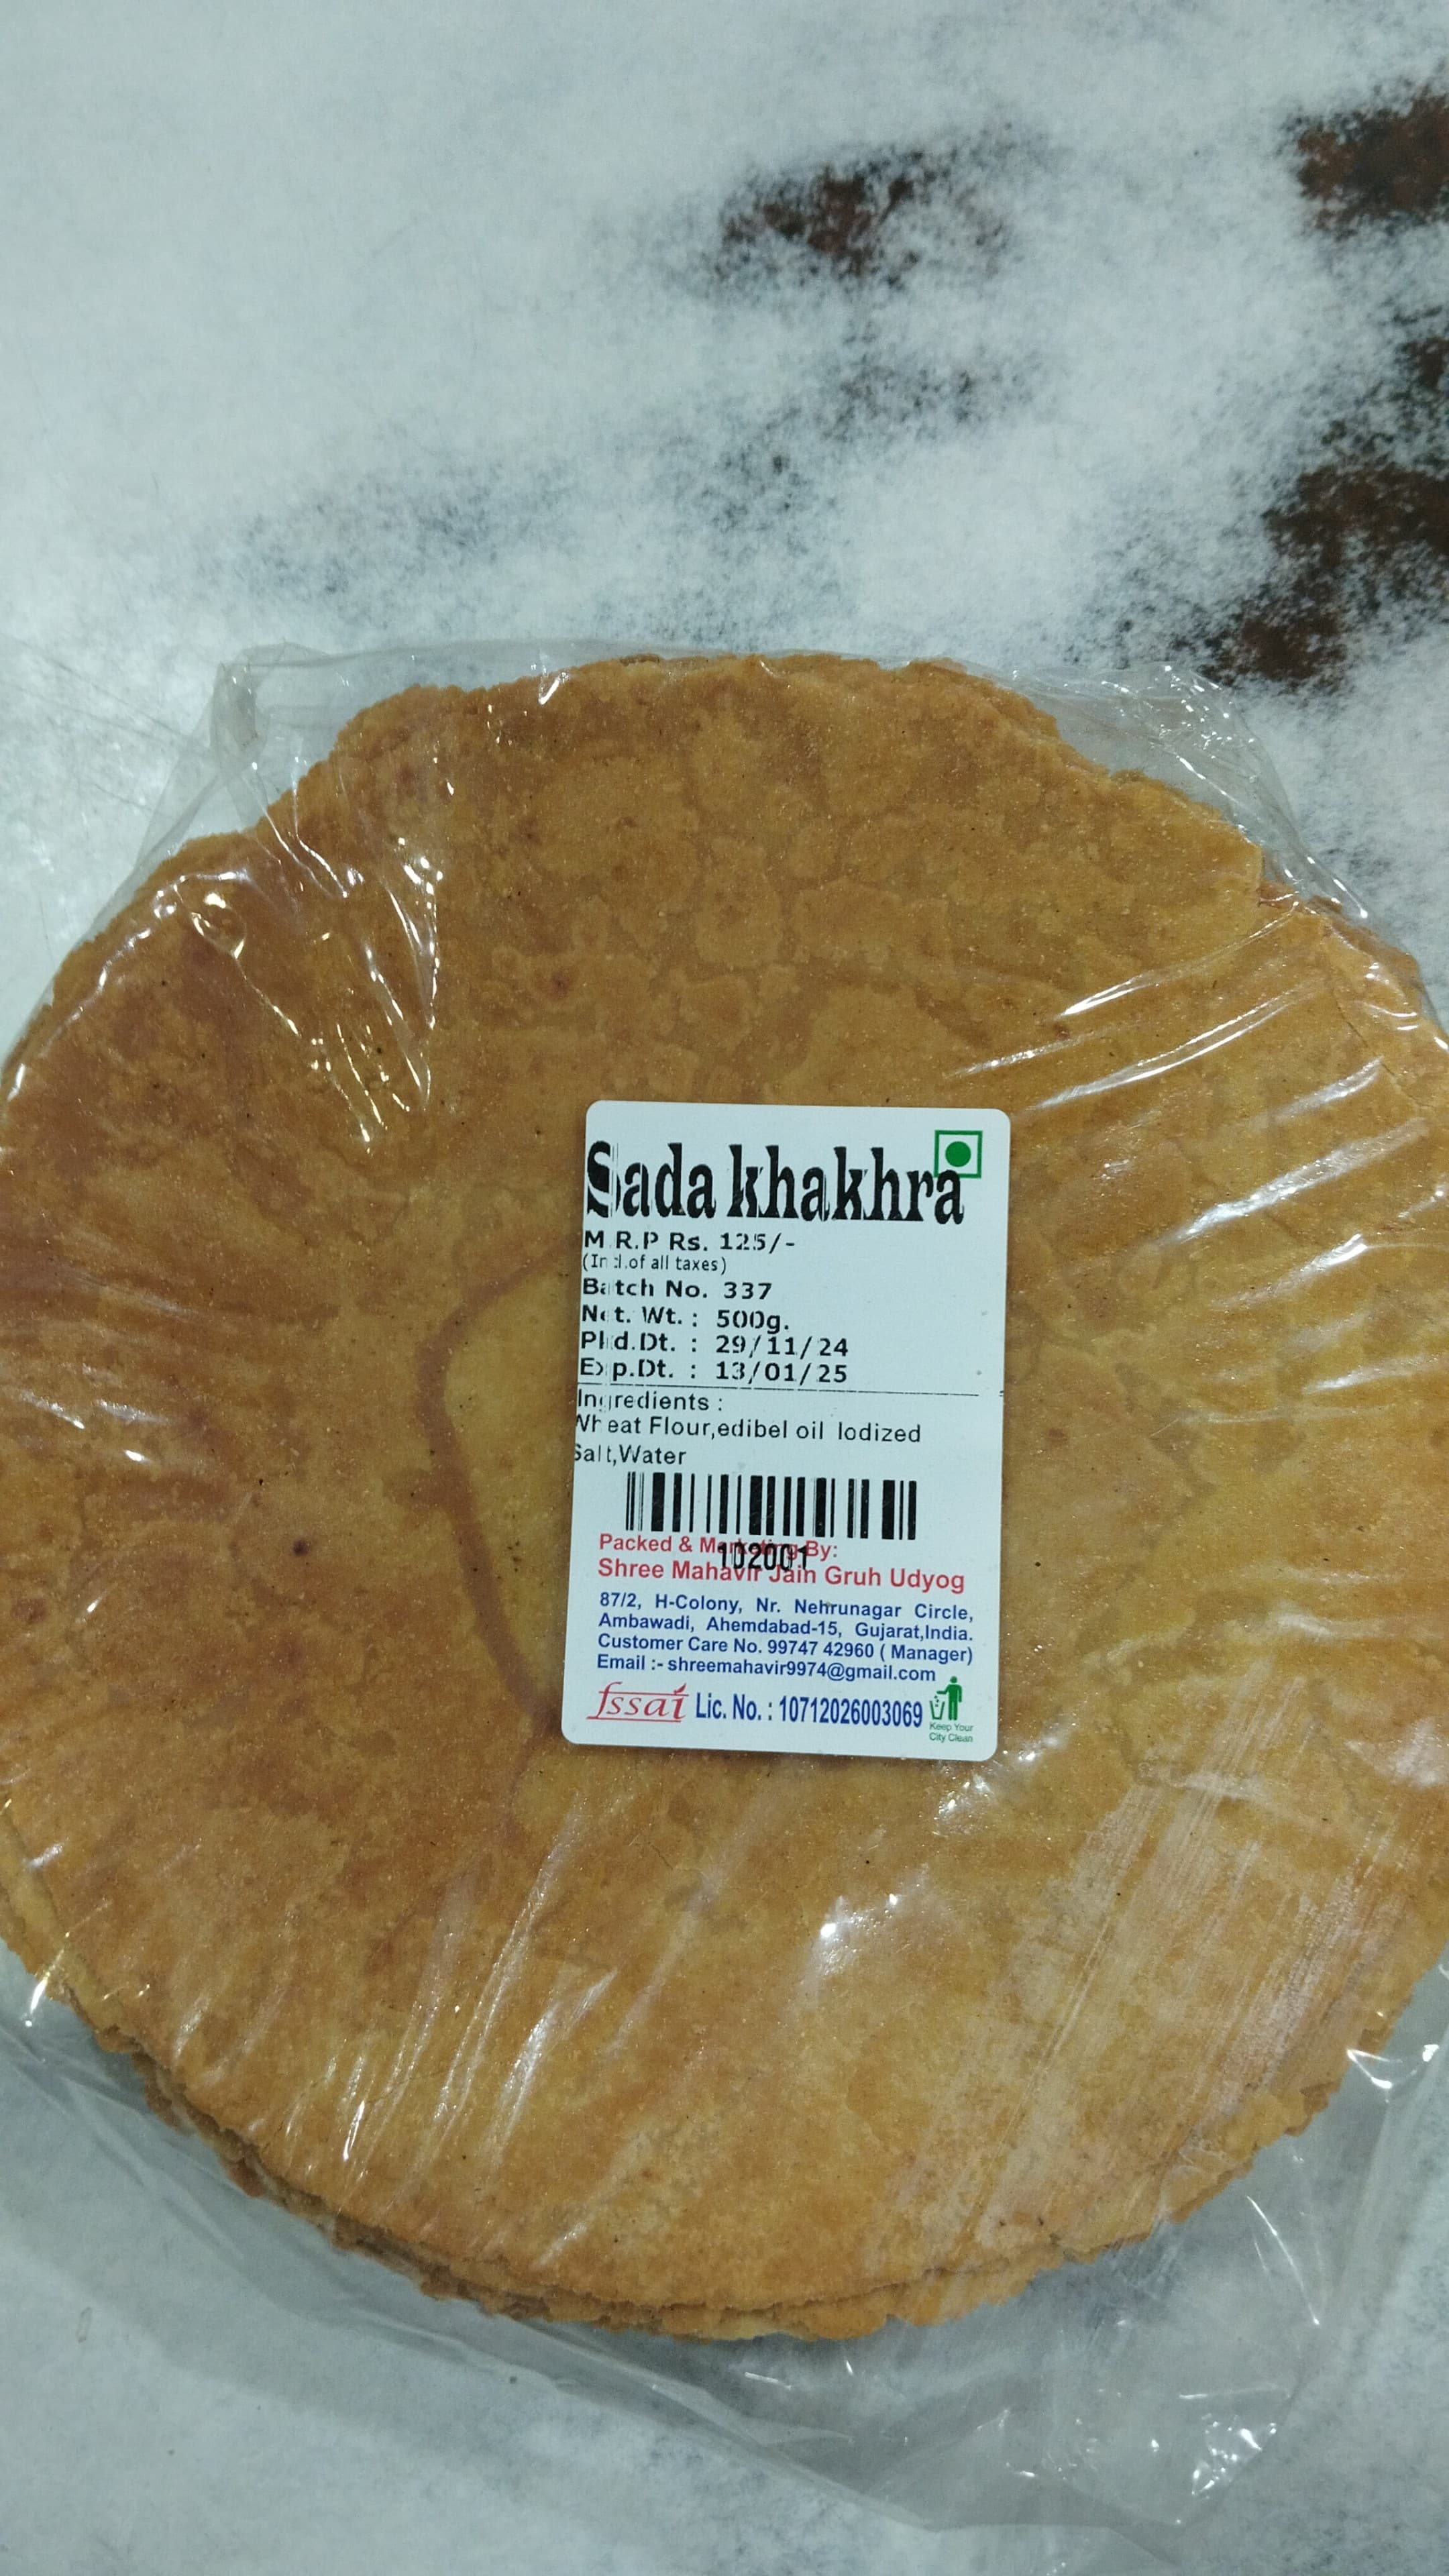 Sada khakhra
M.R.P Rs. 125/-
(Incl.of all taxes)
Batch No. 337
Net. Wt. : 500g.
Pkd.Dt. : 29/11/24
Exp.Dt. : 13/01/25
Ingredients :
Wheat Flour,edibel oil Iodized
Salt,Water
102001
Packed & Marketing By:
Shree Mahavir Jain Gruh Udyog
87/2, H-Colony, Nr. Nehrunagar Circle,
Ambawadi, Ahemdabad-15, Gujarat,India.
Customer Care No. 99747 42960 ( Manager)
Email :- shreemahavir9974@gmail.com
fssai Lic. No. : 10712026003069
Keep Your
City Clean